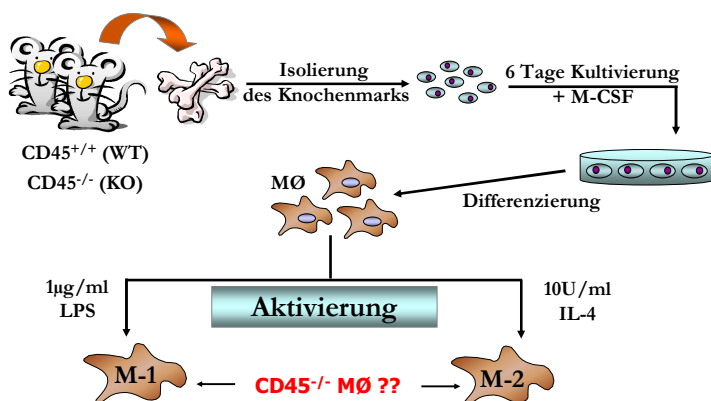 Isolierung
des Knochenmarks
6 Tage Kultivierung
+ M-CSF
CD45+/+ (WT)
CD45-/- (KO)
MØ
Differenzierung
1µg/ml
LPS
Aktivierung
10U/ml
IL-4
M-1
CD45-/- MØ ??
M-2